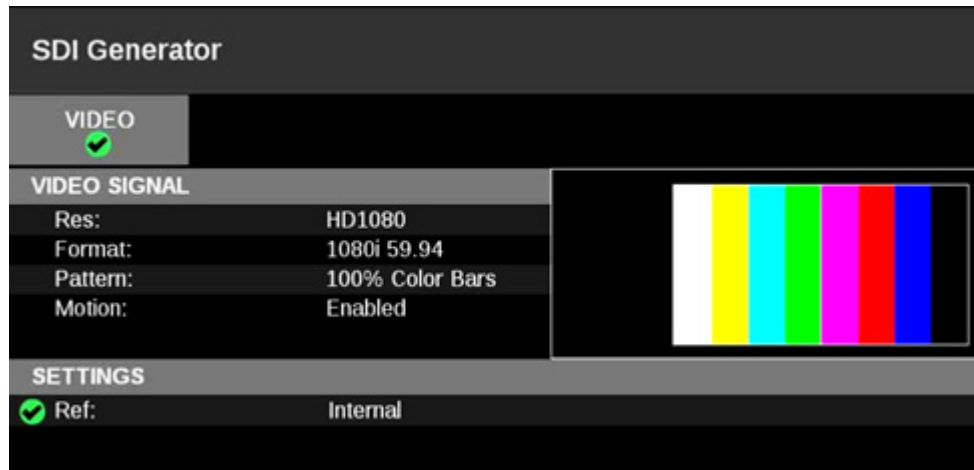 SDI Generator
VIDEO
VIDEO SIGNAL
Res: HD1080
Format: 1080i 59.94
Pattern: 100% Color Bars
Motion: Enabled
SETTINGS
Ref: Internal